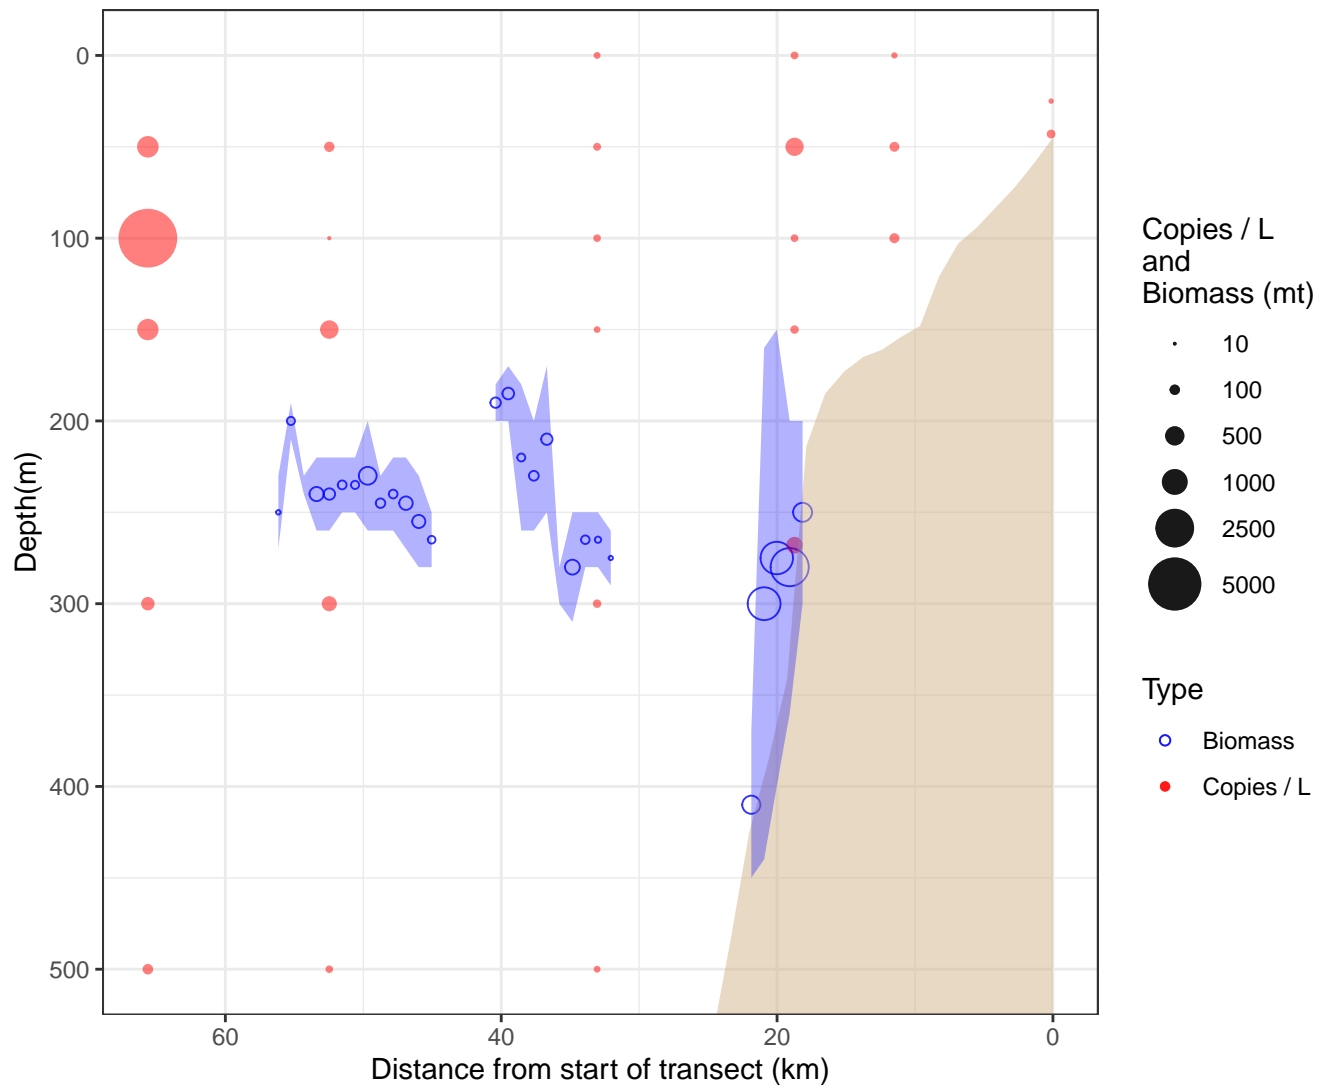 0
100
200
300
400
500
Depth(m)
60
40
20
0
Distance from start of transect (km)
Copies / L
and
Biomass (mt)
10
100
500
1000
2500
5000
Type
Biomass
Copies / L